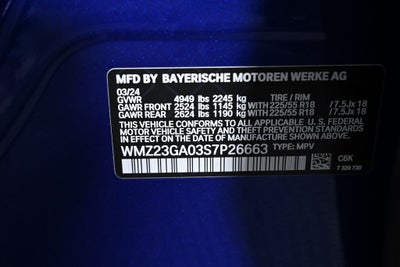 MFD BY BAYERISCHE MOTOREN WERKE AG
03/24 TIRE / RIM
GVWR 4949 lbs 2245 kg
GAWR FRONT 2524 lbs 1145 kg WITH 225/55 R18 /7.5J x 18
GAWR REAR 2624 lbs 1190 kg WITH 225/55 R18 /7.5J x 18
THIS VEHICLE CONFORMS TO ALL APPLICABLE U.S. FEDERAL
MOTOR VEHICLE SAFETY AND THEFT PREVENTION STANDARDS
IN EFFECT ON THE DATE OF MANUFACTURE SHOWN ABOVE.
WMZ23GA03S7P26663 TYPE: MPV
C6K
7 320 730